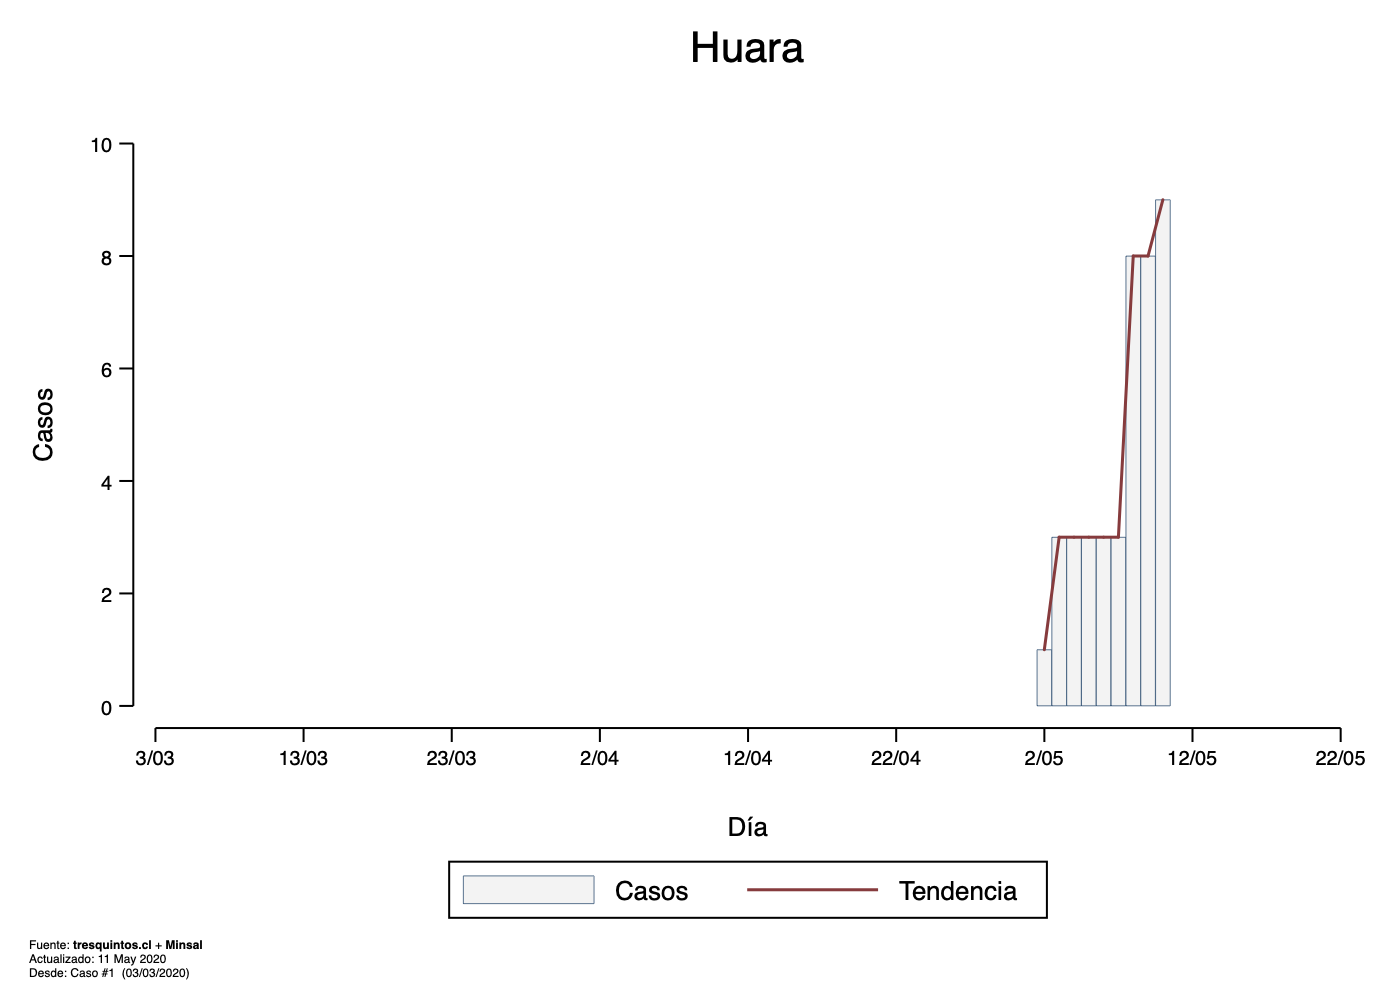 Huara
10
8
6
4
2
0
Casos
3/03 13/03 23/03 2/04 12/04 22/04 2/05 12/05 22/05
Día
Casos Tendencia
Fuente: tresquintos.cl + Minsal
Actualizado: 11 May 2020
Desde: Caso #1 (03/03/2020)